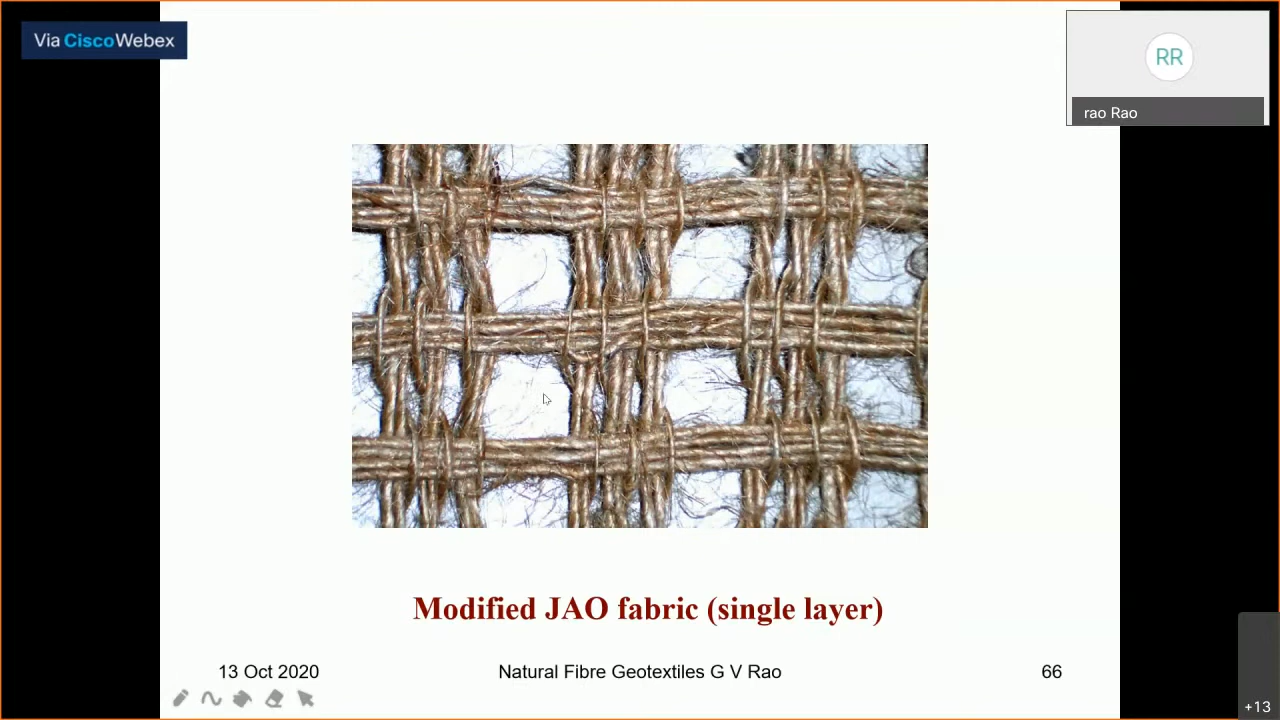 Via CiscoWebex
RR
rao Rao
Modified JAO fabric (single layer)
13 Oct 2020
Natural Fibre Geotextiles G V Rao
66
+13